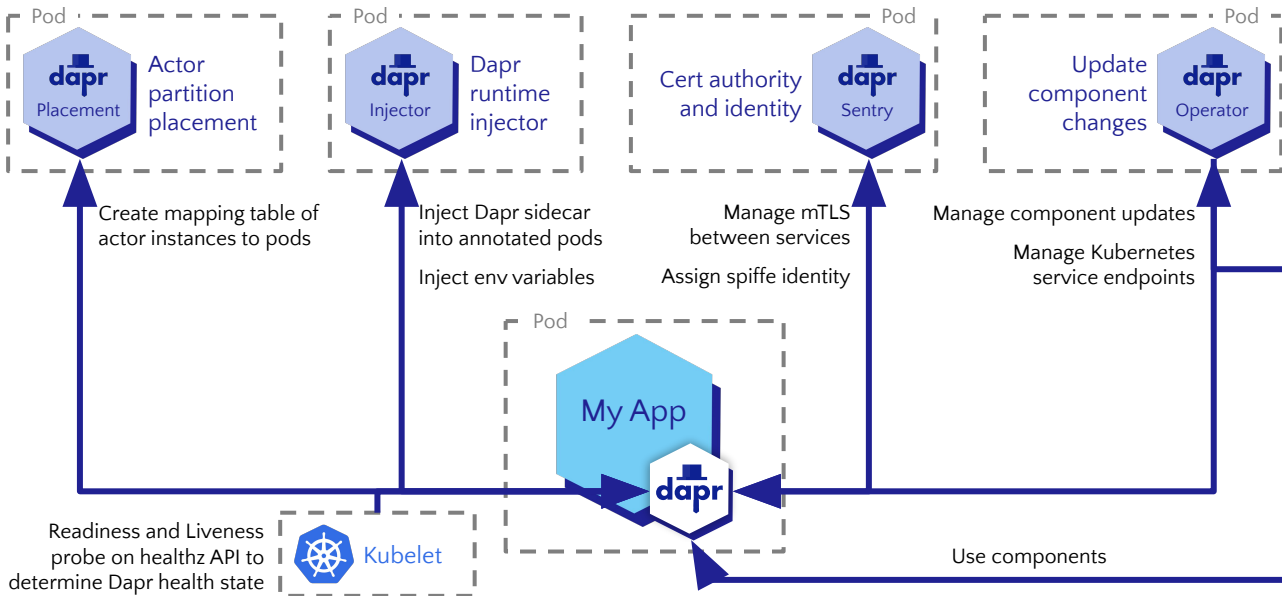 Pod
dapr
Placement
Actor
partition
placement
Pod
dapr
Injector
Dapr
runtime
injector
Pod
Cert authority
and identity
dapr
Sentry
Pod
Update
component
changes
dapr
Operator
Create mapping table of
actor instances to pods
Inject Dapr sidecar
into annotated pods
Inject env variables
Manage mTLS
between services
Assign spiffe identity
Manage component updates
Manage Kubernetes
service endpoints
Pod
My App
dapr
Readiness and Liveness
probe on healthz API to
determine Dapr health state
Kubelet
Use components